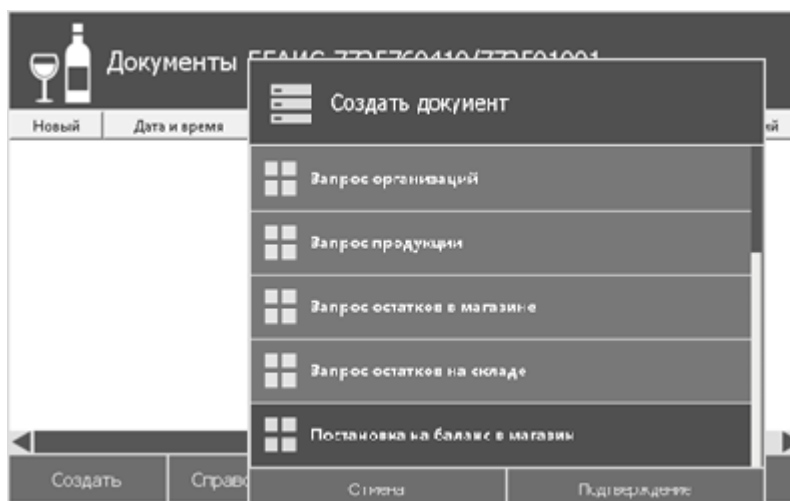 Документы
Создать документ
Новый
Дата и время
Запрос организаций
Запрос продукции
Запрос остатков в магазине
Запрос остатков на складе
Постановка на баланс в магазин
Создать
Отмена
Подтверждение